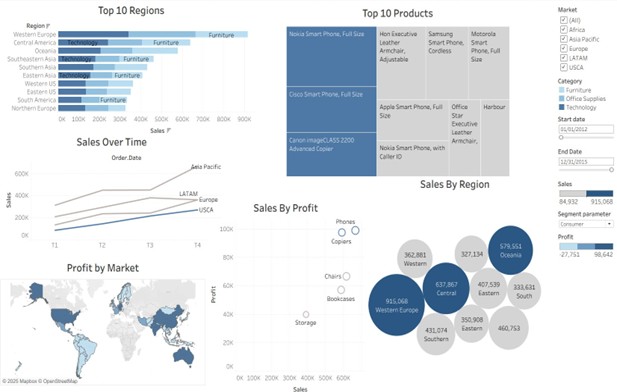 Top 10 Regions
Region
Western Europe
Central America
Oceania
Southeastern Asia
Southern Asia
Eastern Asia
Western US
Eastern US
South America
Northern Europe
Furniture
Technology
Furniture
Technology
Furniture
Technology
Furniture
Furniture
0K 100K 200K 300K 400K 500K 600K 700K 800K 900K
Sales
Top 10 Products
Nokia Smart Phone, Full Size
Cisco Smart Phone, Full Size
Canon imageCLASS 2200
Advanced Copier
Hon Executive
Leather
Armchair,
Adjustable
Samsung
Smart Phone,
Cordless
Motorola
Smart Phone,
Full Size
Apple Smart Phone, Full
Size
Nokia Smart Phone, with
Caller ID
Office
Star
Executive
Leather
Armchair,
Harbour
Market
(All)
Africa
Asia Pacific
Europe
LATAM
USCA
Category
Furniture
Office Supplies
Technology
Start date
01/01/2012
End Date
12/31/2015
Sales
84,932 915,068
Segment parameter
Consumer
Profit
-27,751 98,642
Sales Over Time
Order.Date
Asia Pacific
LATAM
Europe
USCA
600K
400K
200K
0K
Sales
T1 T2 T3 T4
Profit by Market
© 2025 Mapbox © OpenStreetMap
Sales By Profit
Phones
Copiers
Chairs
Bookcases
Storage
100K
80K
60K
40K
20K
0K
Profit
0K 100K 200K 300K 400K 500K 600K 700K
Sales
Sales By Region
362,881
Western
327,134
579,551
Oceania
637,867
Central
407,539
Eastern
333,631
South
915,068
Western Europe
431,074
Southern
350,908
Eastern
460,753